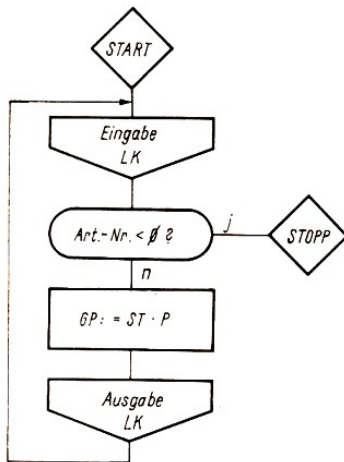 START
Eingabe
LK
Art.-Nr. < Ø ?
j
STOPP
n
GP: = ST · P
Ausgabe
LK